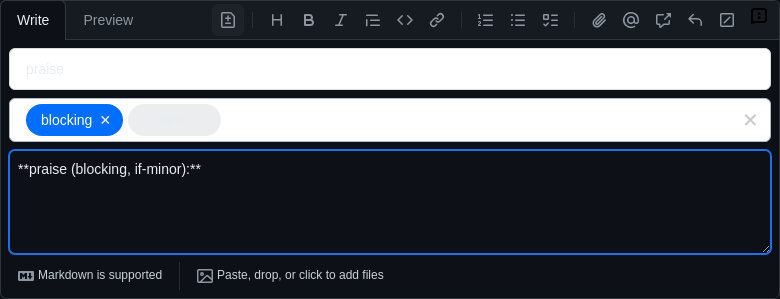 Write Preview
praise
blocking
**praise (blocking, if-minor):**
Markdown is supported Paste, drop, or click to add files